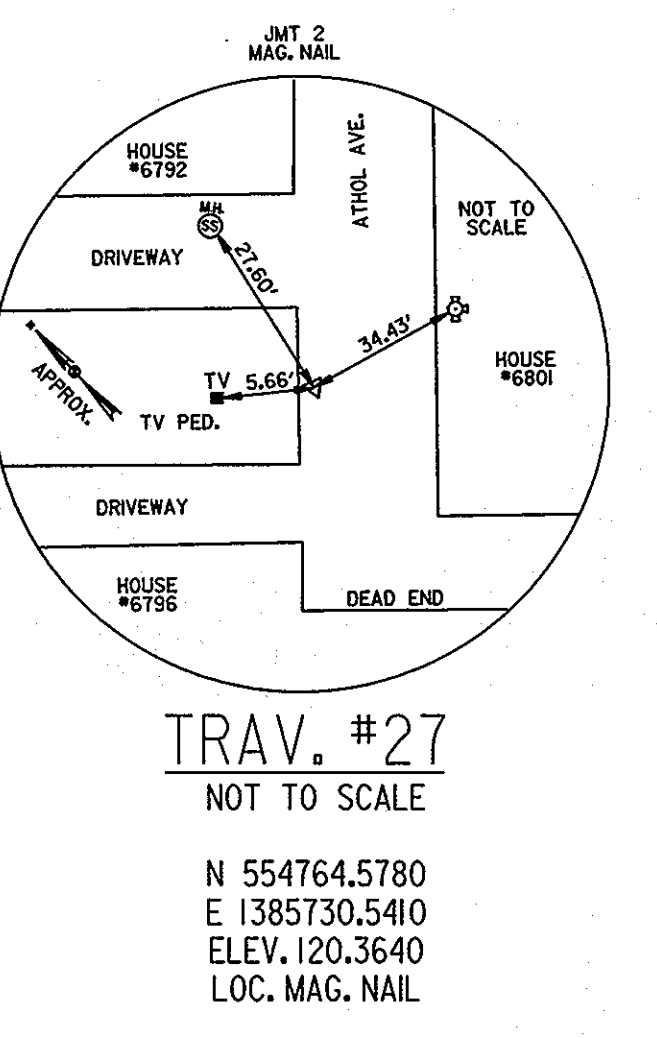 JMT 2
MAG. NAIL
HOUSE
#6792
ATHOL AVE.
NOT TO
SCALE
M.H.
SS
DRIVEWAY
27.60'
34.43'
HOUSE
#6801
APPROX.
TV 5.66'
TV PED.
DRIVEWAY
HOUSE
#6796
DEAD END
TRAV. #27
NOT TO SCALE
N 554764.5780
E 1385730.5410
ELEV. 120.3640
LOC. MAG. NAIL